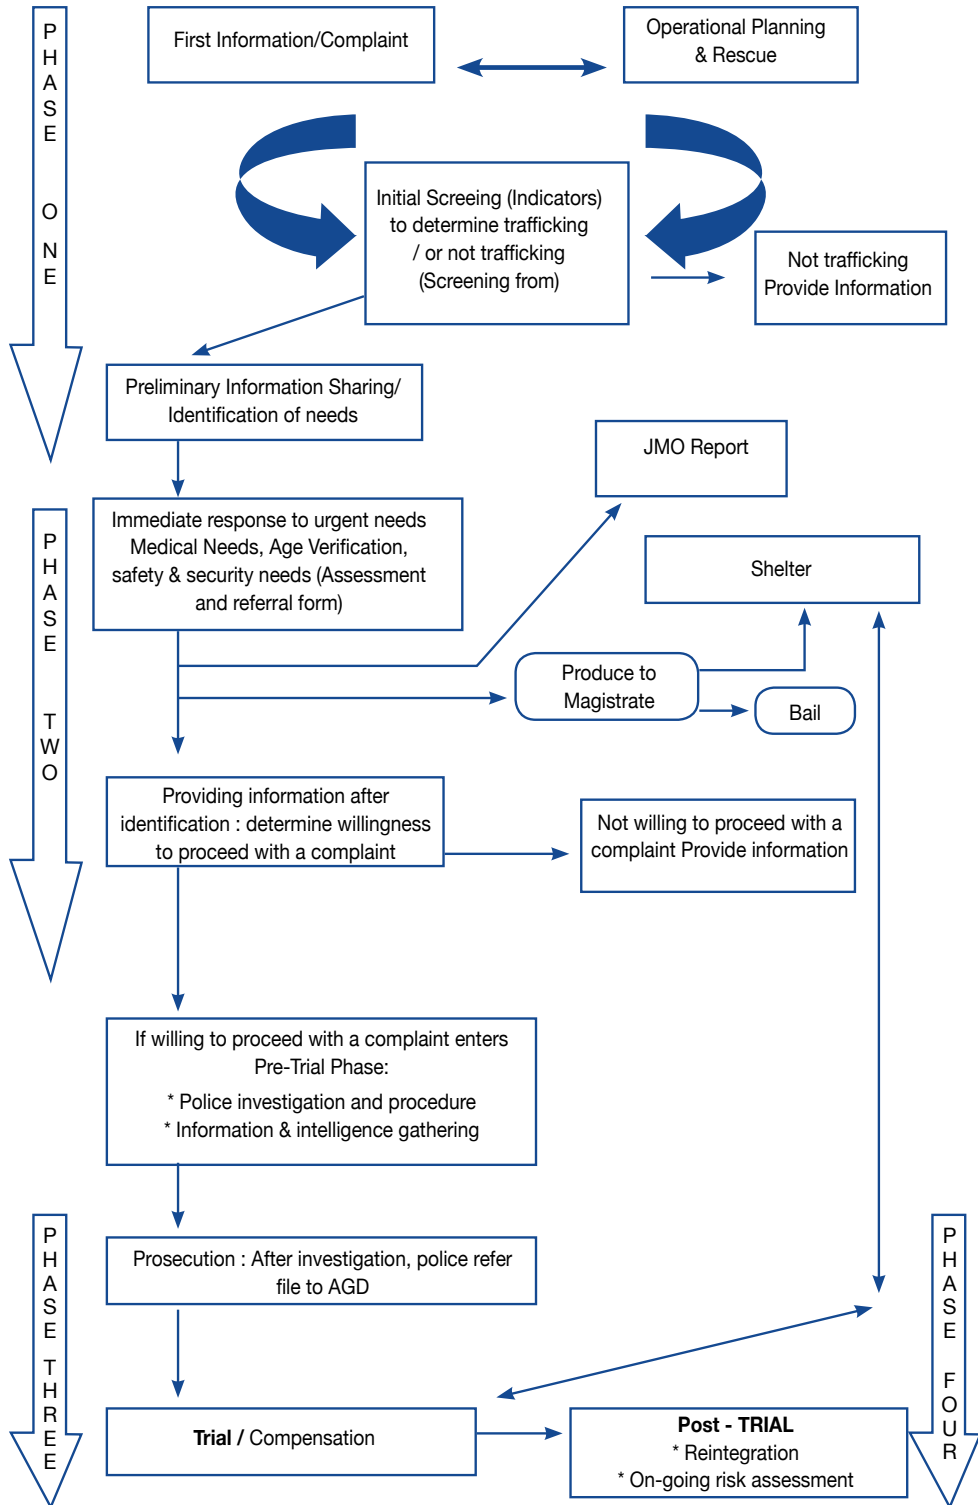 PHASE ONE
First Information/Complaint
Operational Planning
& Rescue
Initial Screeing (Indicators)
to determine trafficking
/ or not trafficking
(Screening from)
Not trafficking
Provide Information
Preliminary Information Sharing/
Identification of needs
JMO Report
PHASE TWO
Immediate response to urgent needs
Medical Needs, Age Verification,
safety & security needs (Assessment
and referral form)
Shelter
Produce to
Magistrate
Bail
Providing information after
identification : determine willingness
to proceed with a complaint
Not willing to proceed with a
complaint Provide information
If willing to proceed with a complaint enters
Pre-Trial Phase:
* Police investigation and procedure
* Information & intelligence gathering
PHASE THREE
Prosecution : After investigation, police refer
file to AGD
PHASE FOUR
Trial / Compensation
Post - TRIAL
* Reintegration
* On-going risk assessment